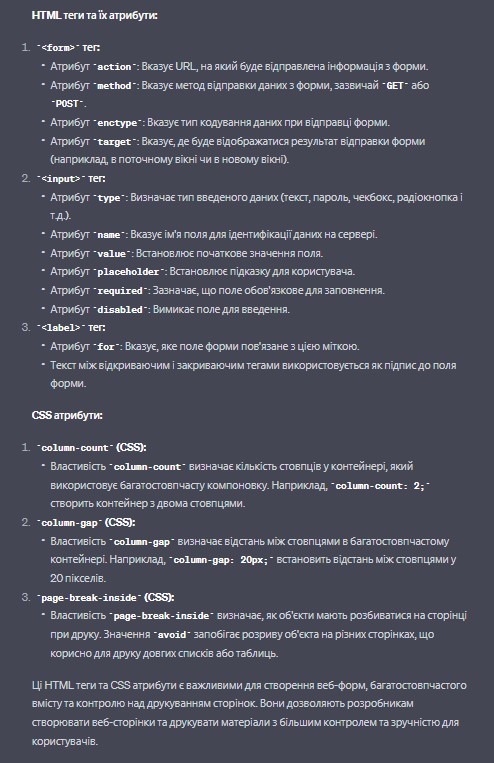 HTML теги та їх атрибути:
1. `<form>` тег:
• Атрибут `action`: Вказує URL, на який буде відправлена інформація з форми.
• Атрибут `method`: Вказує метод відправки даних з форми, зазвичай `GET` або
`POST`.
• Атрибут `enctype`: Вказує тип кодування даних при відправці форми.
• Атрибут `target`: Вказує, де буде відображатися результат відправки форми
(наприклад, в поточному вікні чи в новому вікні).
2. `<input>` тег:
• Атрибут `type`: Визначає тип введеного даних (текст, пароль, чекбокс, радіокнопка і
т.д.).
• Атрибут `name`: Вказує ім'я поля для ідентифікації даних на сервері.
• Атрибут `value`: Встановлює початкове значення поля.
• Атрибут `placeholder`: Встановлює підказку для користувача.
• Атрибут `required`: Зазначає, що поле обов'язкове для заповнення.
• Атрибут `disabled`: Вимикає поле для введення.
3. `<label>` тег:
• Атрибут `for`: Вказує, яке поле форми пов'язане з цією міткою.
• Текст між відкриваючим і закриваючим тегами використовується як підпис до поля
форми.
CSS атрибути:
1. `column-count` (CSS):
• Властивість `column-count` визначає кількість стовпців у контейнері, який
використовує багатостовпчасту компоновку. Наприклад, `column-count: 2;`
створить контейнер з двома стовпцями.
2. `column-gap` (CSS):
• Властивість `column-gap` визначає відстань між стовпцями в багатостовпчастому
контейнері. Наприклад, `column-gap: 20px;` встановить відстань між стовпцями у
20 пікселів.
3. `page-break-inside` (CSS):
• Властивість `page-break-inside` визначає, як об'єкти мають розбиватися на сторінці
при друку. Значення `avoid` запобігає розриву об'єкта на різних сторінках, що
корисно для друку довгих списків або таблиць.
Ці HTML теги та CSS атрибути є важливими для створення веб-форм, багатостовпчастого
вмісту та контролю над друкуванням сторінок. Вони дозволяють розробникам
створювати веб-сторінки та друкувати матеріали з більшим контролем та зручністю для
користувачів.